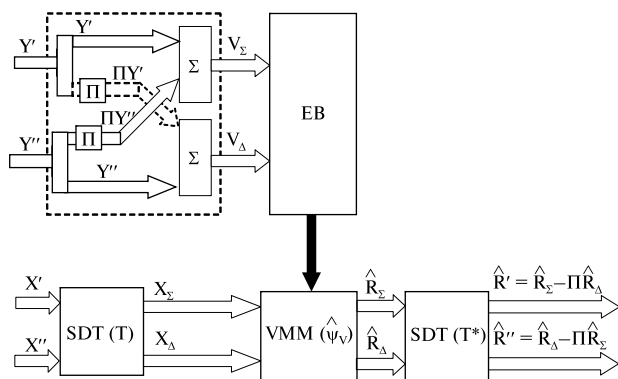 Y′
Y′
V_Σ
Σ
Π
ΠY′
EB
ΠY′′
Π
Y′′
Σ
V_Δ
Y′′
X′
X_Σ
R̂_Σ
R̂′ = R̂_Σ–ΠR̂_Δ
SDT (T)
VMM (ψ̂_V)
SDT (T*)
X′′
X_Δ
R̂_Δ
R̂′′ = R̂_Δ–ΠR̂_Σ